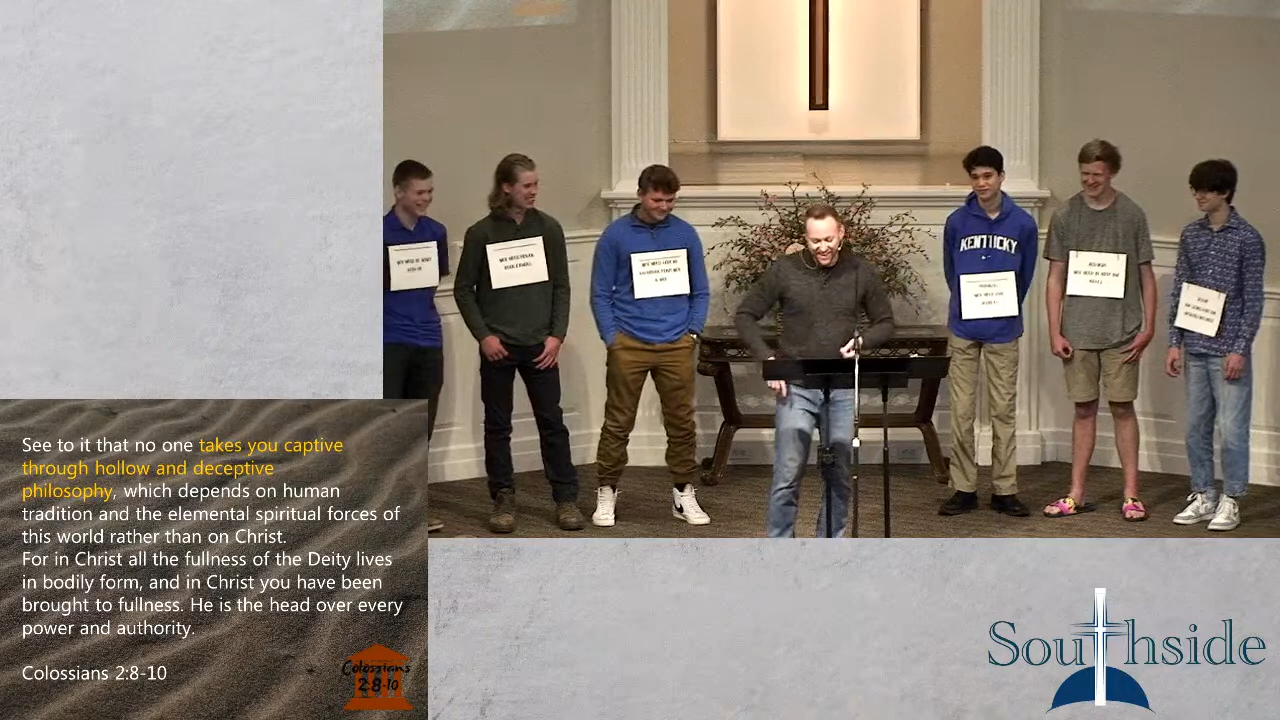 See to it that no one takes you captive
through hollow and deceptive
philosophy, which depends on human
tradition and the elemental spiritual forces of
this world rather than on Christ.
For in Christ all the fullness of the Deity lives
in bodily form, and in Christ you have been
brought to fullness. He is the head over every
power and authority.
Colossians 2:8-10
Colossians
2:8-10
KENTUCKY
Southside